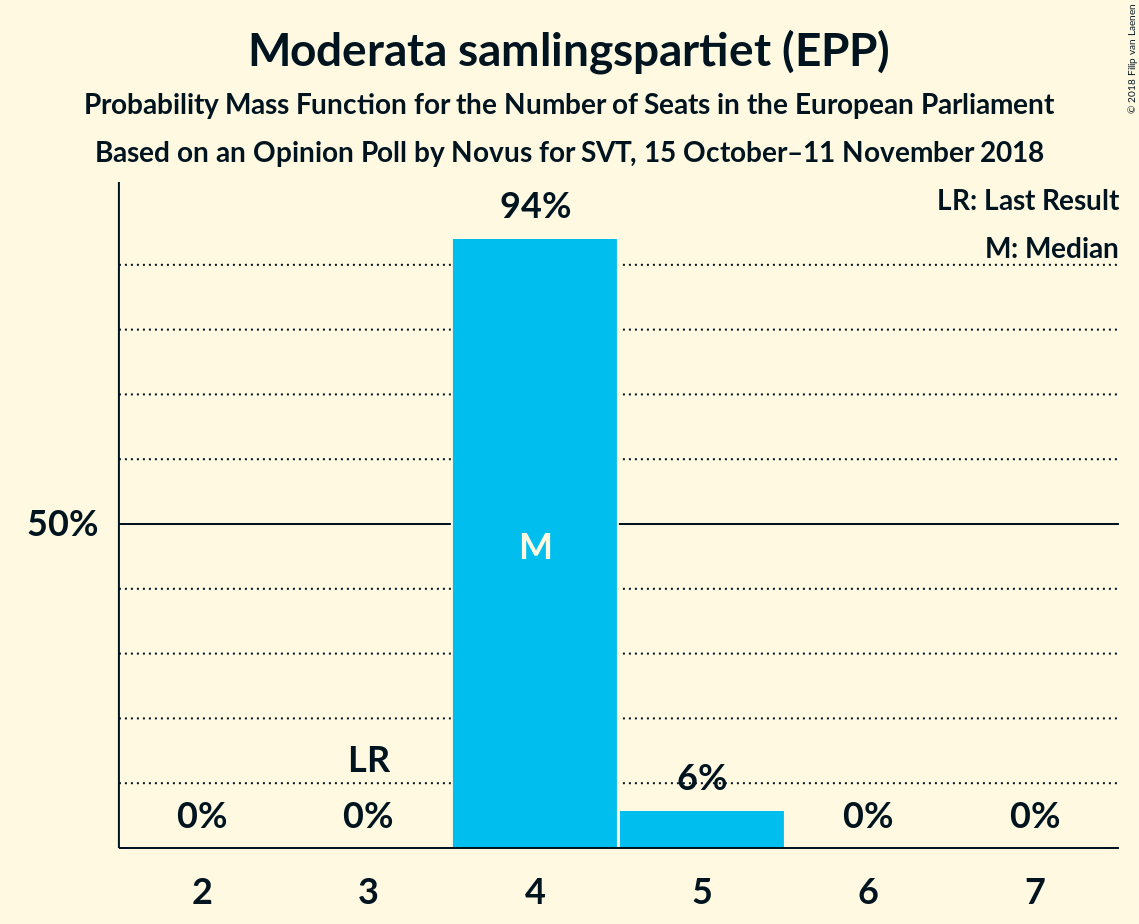 Moderata samlingspartiet (EPP)
Probability Mass Function for the Number of Seats in the European Parliament
Based on an Opinion Poll by Novus for SVT, 15 October–11 November 2018
© 2018 Filip van Laenen
LR: Last Result
M: Median
94%
50%
M
LR
6%
0%
0%
0%
0%
2
3
4
5
6
7